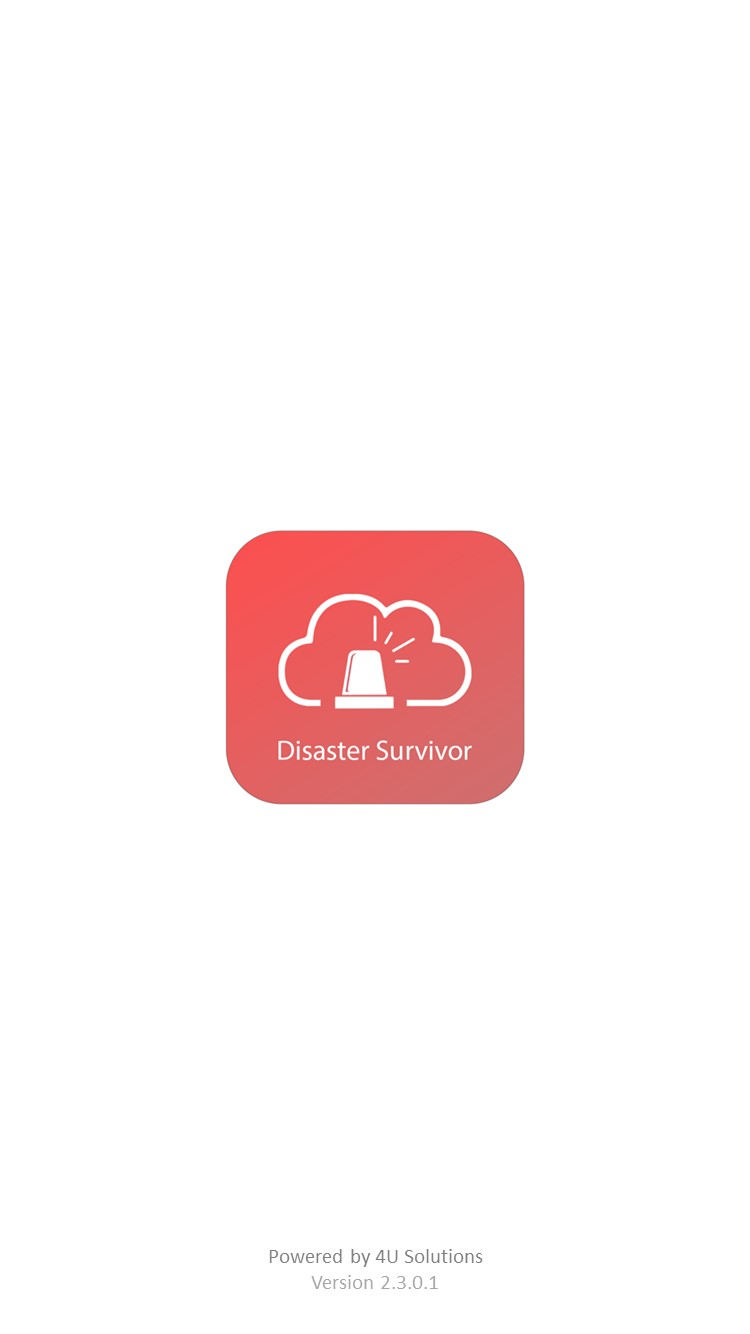 Disaster Survivor
Powered by 4U Solutions
Version 2.3.0.1